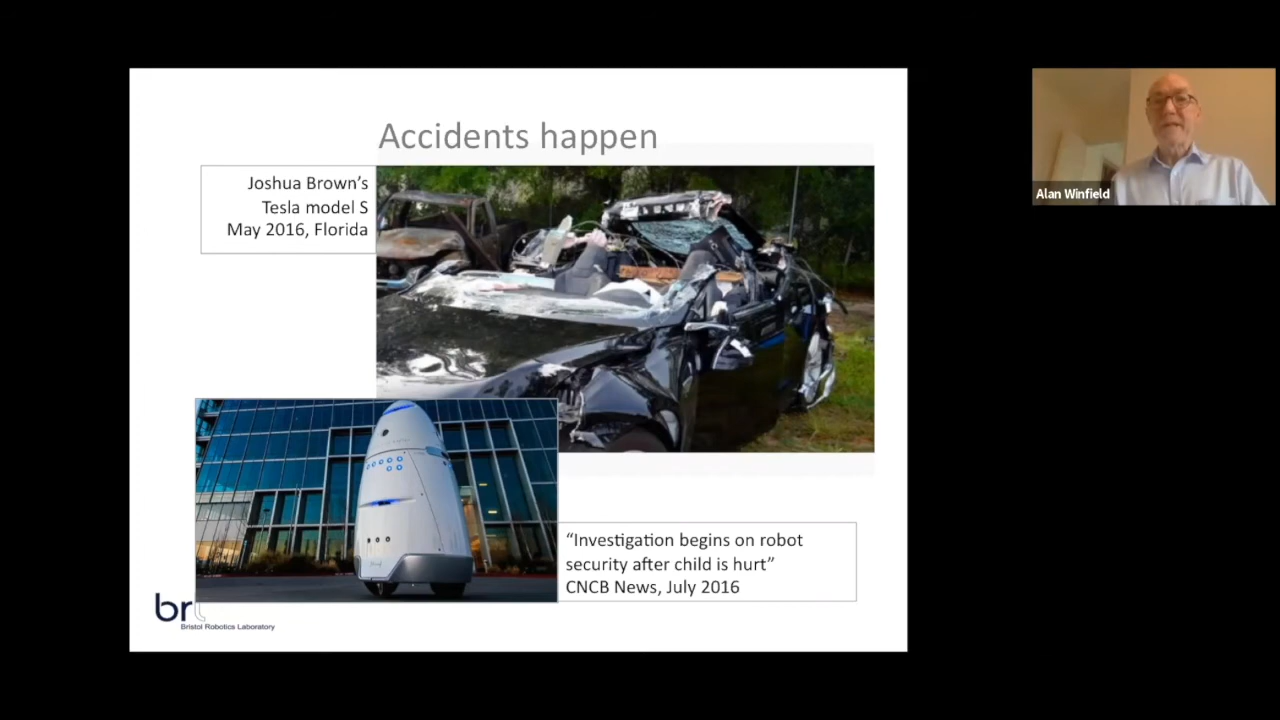 Accidents happen
Joshua Brown's
Tesla model S
May 2016, Florida
Alan Winfield
“Investigation begins on robot
security after child is hurt”
CNCB News, July 2016
brl
Bristol Robotics Laboratory